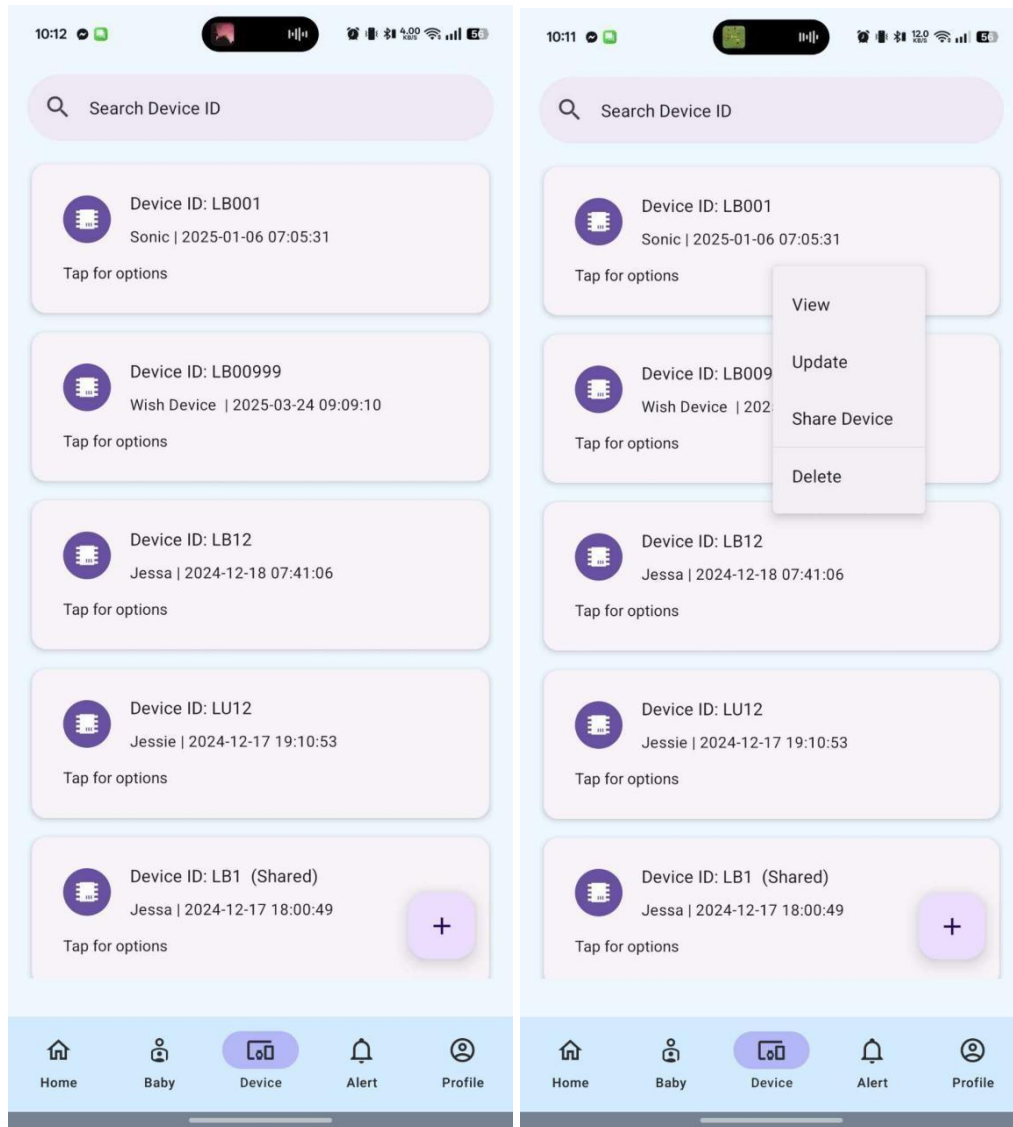 10:12
4.00
KB/S
56
Search Device ID
Device ID: LB001
Sonic | 2025-01-06 07:05:31
Tap for options
Device ID: LB00999
Wish Device | 2025-03-24 09:09:10
Tap for options
Device ID: LB12
Jessa | 2024-12-18 07:41:06
Tap for options
Device ID: LU12
Jessie | 2024-12-17 19:10:53
Tap for options
Device ID: LB1 (Shared)
Jessa | 2024-12-17 18:00:49
Tap for options
+
Home Baby Device Alert Profile
10:11
12.0
KB/S
56
Search Device ID
Device ID: LB001
Sonic | 2025-01-06 07:05:31
Tap for options
View
Update
Share Device
Delete
Device ID: LB009
Wish Device | 202
Tap for options
Device ID: LB12
Jessa | 2024-12-18 07:41:06
Tap for options
Device ID: LU12
Jessie | 2024-12-17 19:10:53
Tap for options
Device ID: LB1 (Shared)
Jessa | 2024-12-17 18:00:49
Tap for options
+
Home Baby Device Alert Profile